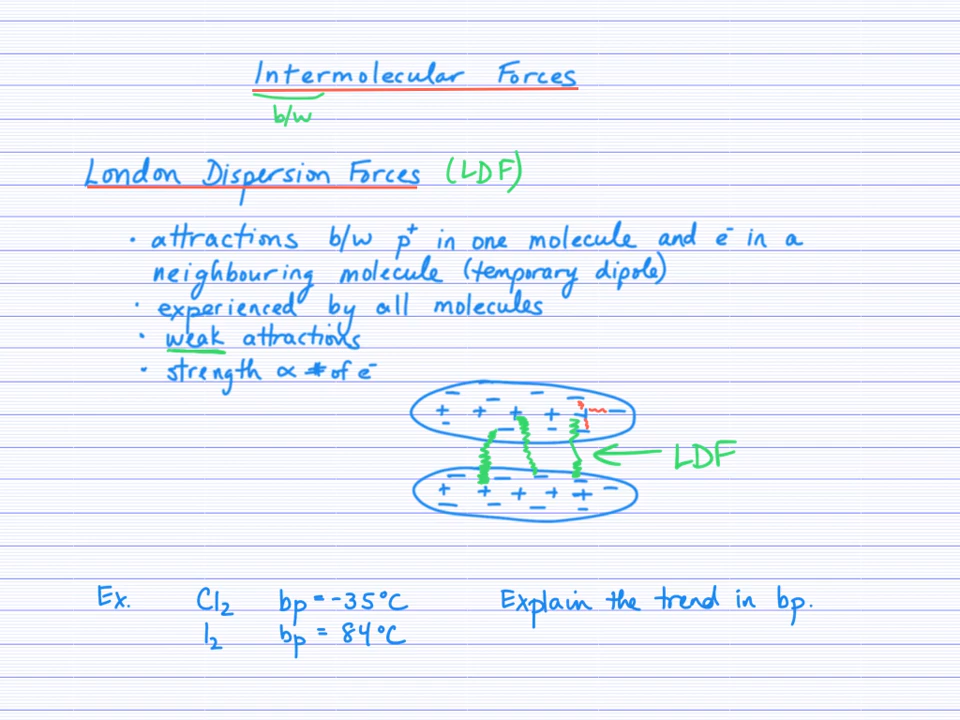 Intermolecular Forces
b/w
London Dispersion Forces (LDF)
• attractions b/w p⁺ in one molecule and e⁻ in a
neighbouring molecule (temporary dipole)
• experienced by all molecules
• weak attractions
• strength ∝ # of e⁻
LDF
Ex. Cl₂ bp = -35°C Explain the trend in bp.
I₂ bp = 84°C